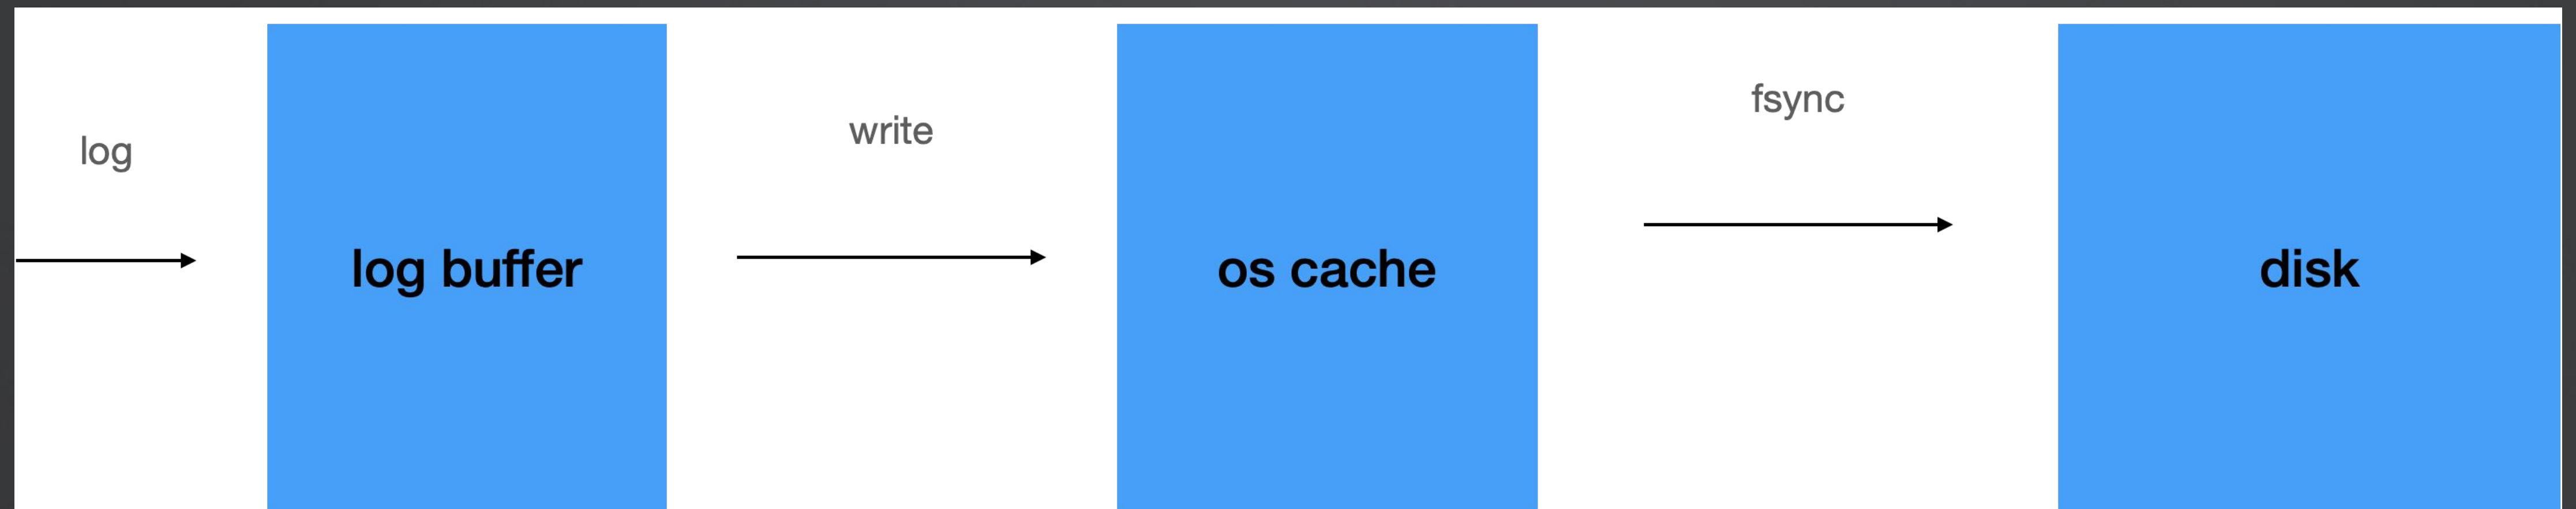 log
log buffer
write
os cache
fsync
disk